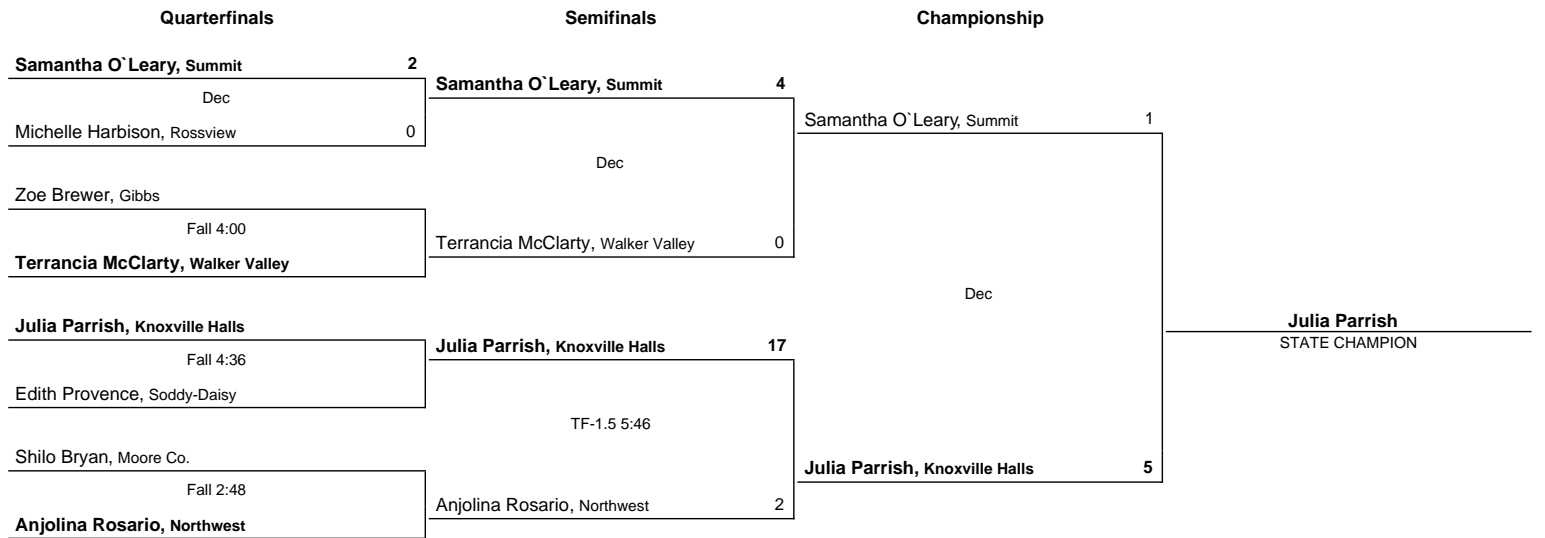 Quarterfinals Semifinals Championship
Samantha O`Leary, Summit 2
Dec
Michelle Harbison, Rossview 0
Zoe Brewer, Gibbs
Fall 4:00
Terrancia McClarty, Walker Valley
Julia Parrish, Knoxville Halls
Fall 4:36
Edith Provence, Soddy-Daisy
Shilo Bryan, Moore Co.
Fall 2:48
Anjolina Rosario, Northwest
Samantha O`Leary, Summit 4
Dec
Terrancia McClarty, Walker Valley 0
Julia Parrish, Knoxville Halls 17
TF-1.5 5:46
Anjolina Rosario, Northwest 2
Samantha O`Leary, Summit 1
Dec
Julia Parrish, Knoxville Halls 5
Julia Parrish
STATE CHAMPION